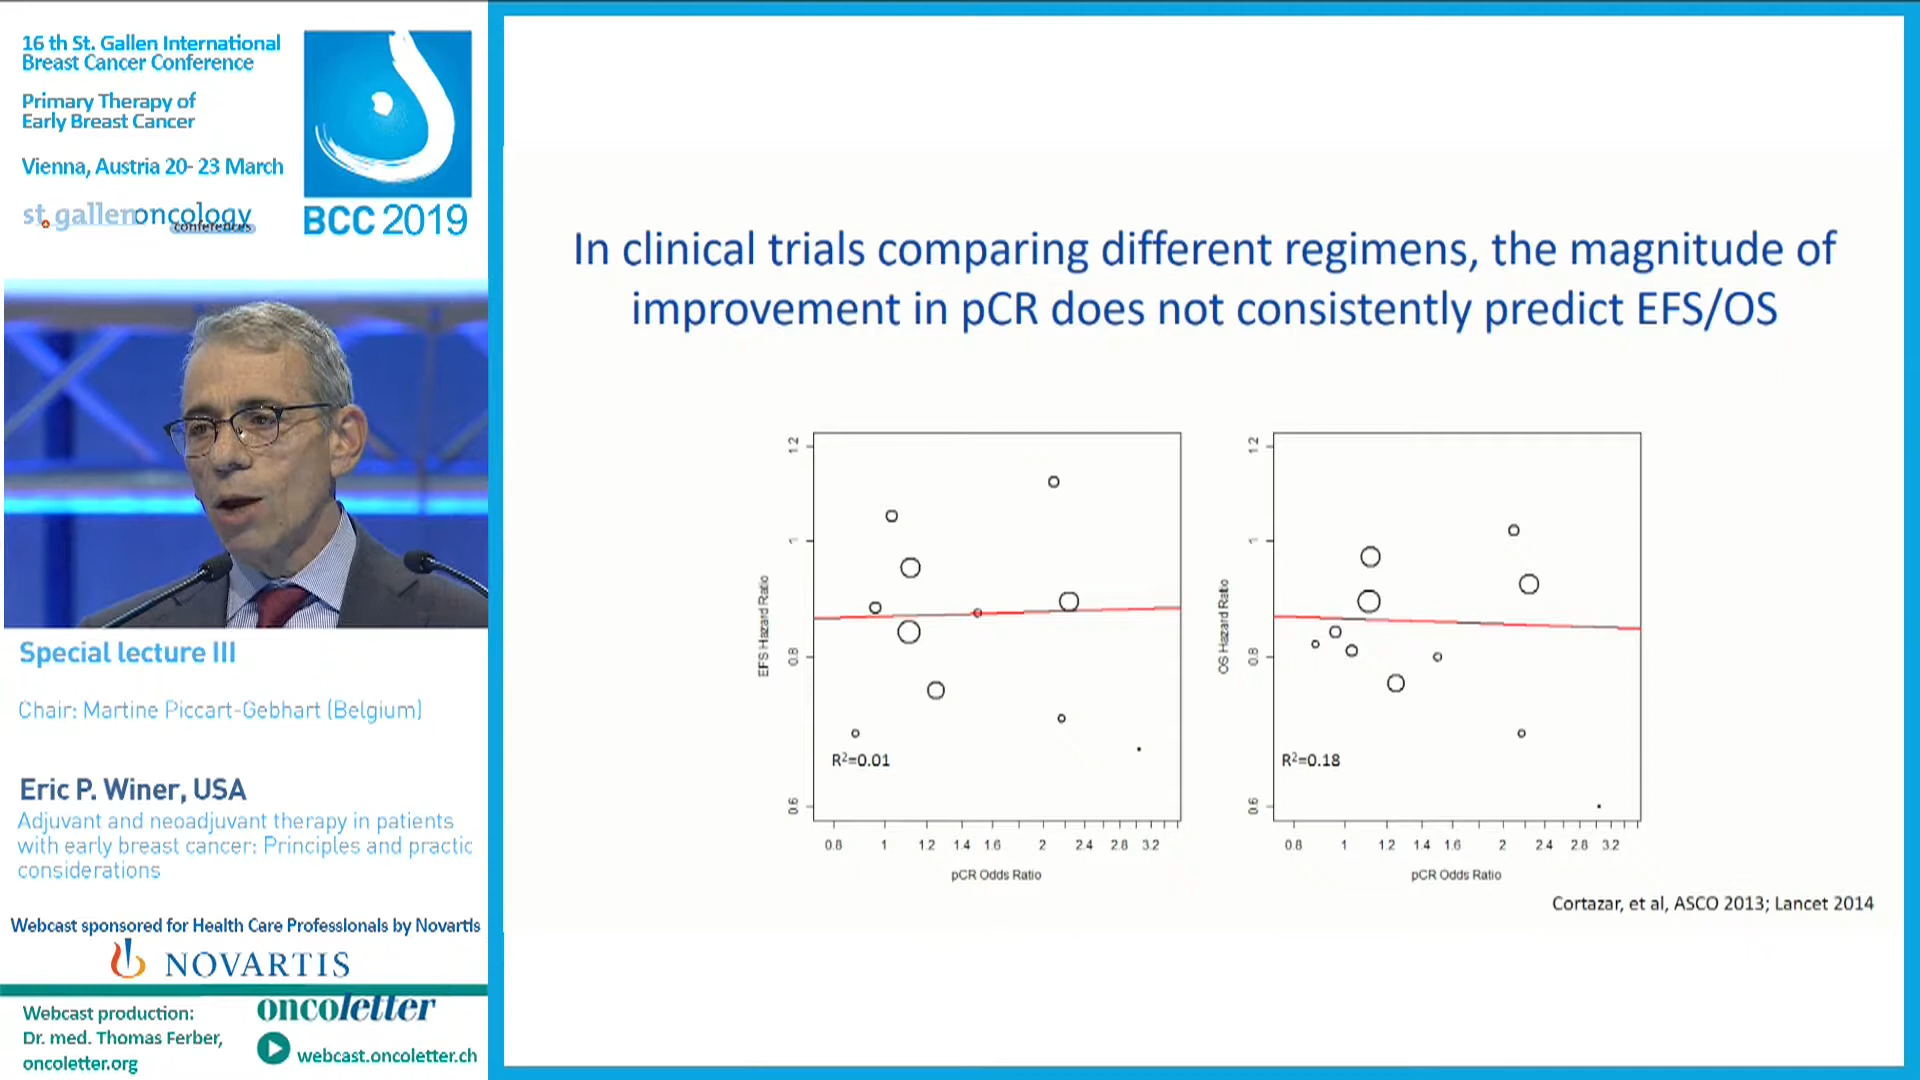 16 th St. Gallen International
Breast Cancer Conference
Primary Therapy of
Early Breast Cancer
Vienna, Austria 20- 23 March
st.gallenoncology
conferences
BCC 2019
Special lecture III
Chair: Martine Piccart-Gebhart (Belgium)
Eric P. Winer, USA
Adjuvant and neoadjuvant therapy in patients
with early breast cancer: Principles and practic
considerations
Webcast sponsored for Health Care Professionals by Novartis
NOVARTIS
Webcast production:
Dr. med. Thomas Ferber,
oncoletter.org
oncoletter
webcast.oncoletter.ch
In clinical trials comparing different regimens, the magnitude of
improvement in pCR does not consistently predict EFS/OS
EFS Hazard Ratio
1.2
1
0.8
0.6
R²=0.01
0.8 1 1.2 1.4 1.6 2 2.4 2.8 3.2
pCR Odds Ratio
OS Hazard Ratio
1.2
1
0.8
0.6
R²=0.18
0.8 1 1.2 1.4 1.6 2 2.4 2.8 3.2
pCR Odds Ratio
Cortazar, et al, ASCO 2013; Lancet 2014